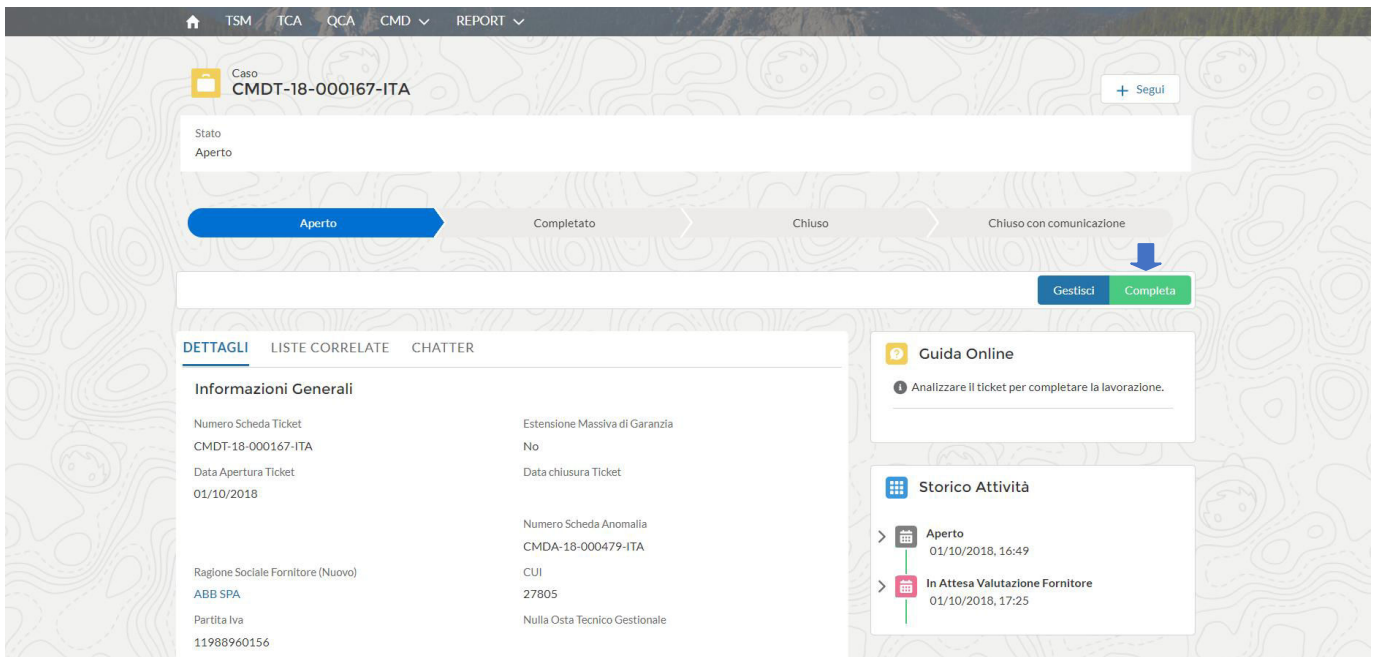 TSM TCA QCA CMD REPORT
Caso
CMDT-18-000167-ITA
+ Segui
Stato
Aperto
Aperto Completato Chiuso Chiuso con comunicazione
Gestisci Completa
DETTAGLI LISTE CORRELATE CHATTER
Informazioni Generali
Numero Scheda Ticket
CMDT-18-000167-ITA
Estensione Massiva di Garanzia
No
Data Apertura Ticket
01/10/2018
Data chiusura Ticket
Numero Scheda Anomalia
CMDA-18-000479-ITA
Ragione Sociale Fornitore (Nuovo)
ABB SPA
CUI
27805
Partita Iva
11988960156
Nulla Osta Tecnico Gestionale
Guida Online
Analizzare il ticket per completare la lavorazione.
Storico Attività
Aperto
01/10/2018, 16:49
In Attesa Valutazione Fornitore
01/10/2018, 17:25